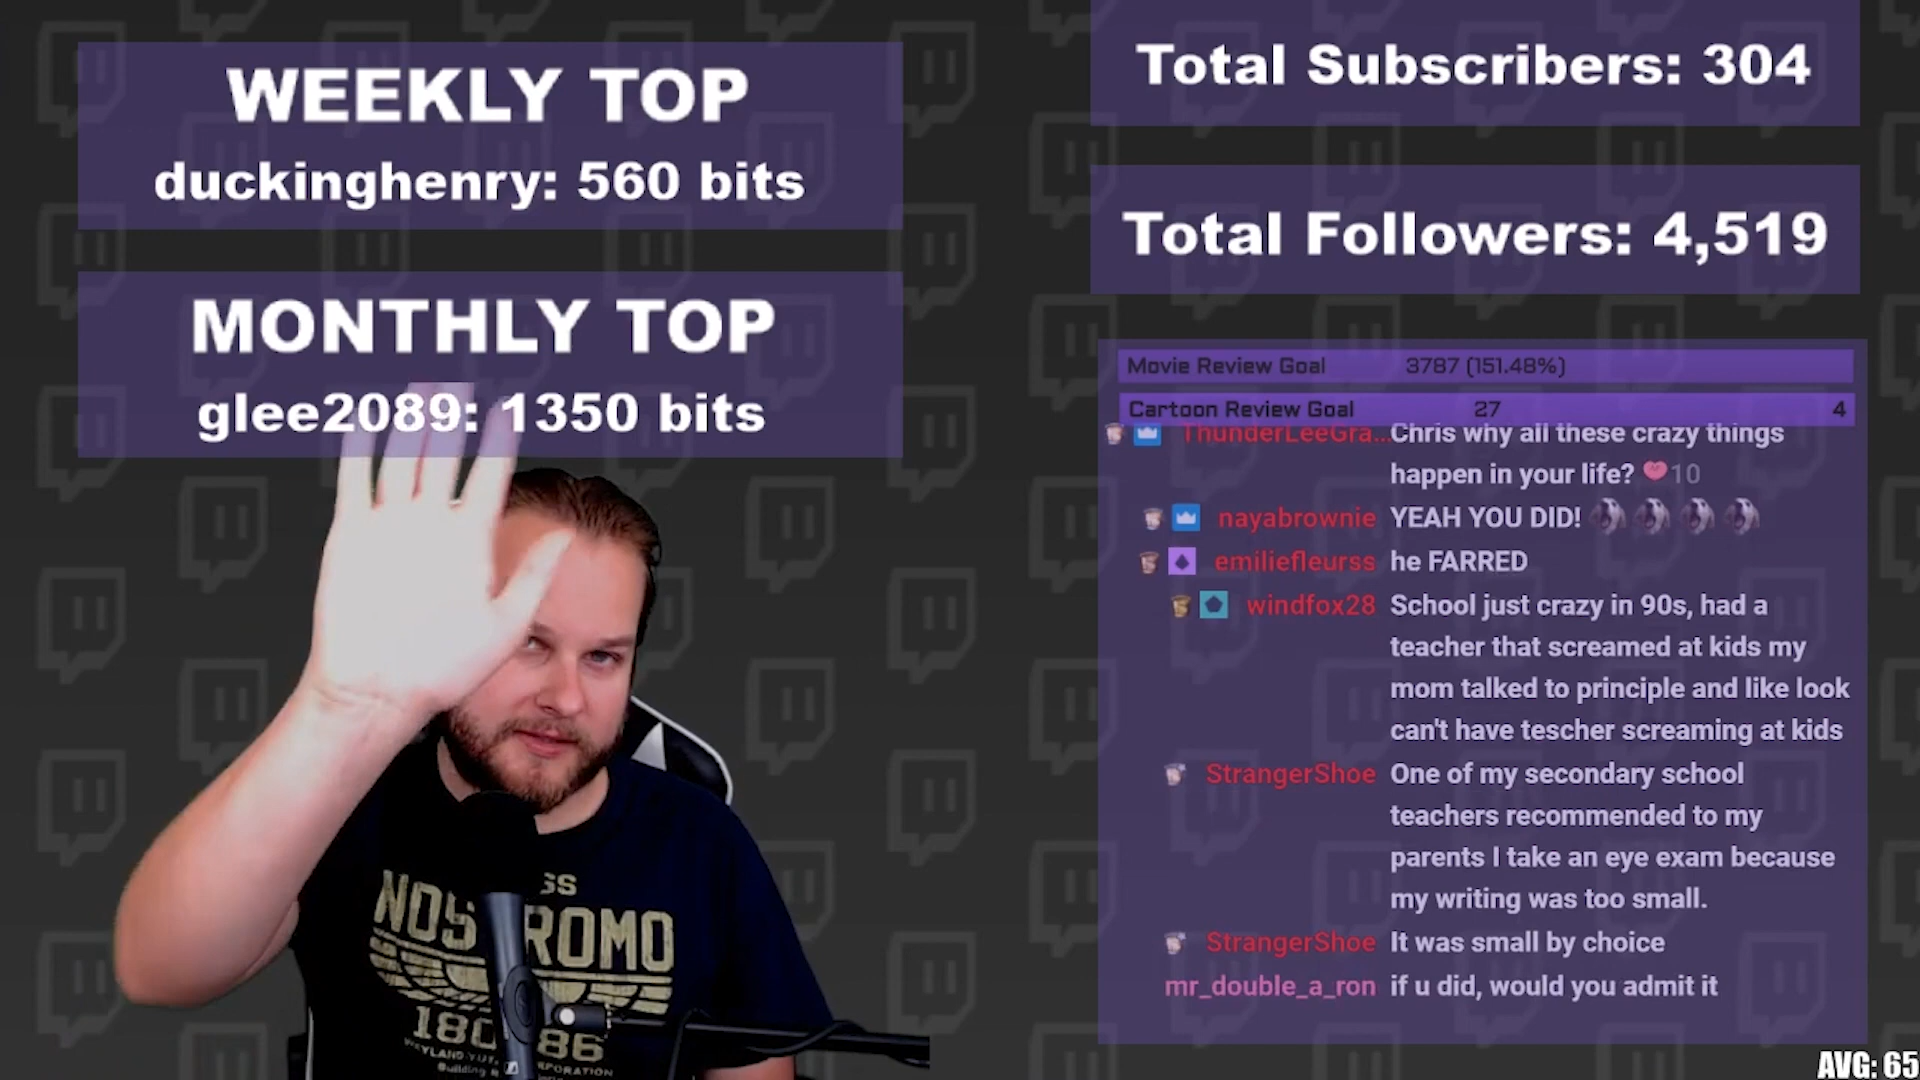 WEEKLY TOP
duckinghenry: 560 bits
MONTHLY TOP
glee2089: 1350 bits
Total Subscribers: 304
Total Followers: 4,519
Movie Review Goal 3787 (151.48%)
Cartoon Review Goal 27 4
ThunderLeeGra... Chris why all these crazy things
happen in your life? 10
nayabrownie YEAH YOU DID!
emiliefleurss he FARRED
windfox28 School just crazy in 90s, had a
teacher that screamed at kids my
mom talked to principle and like look
can't have tescher screaming at kids
StrangerShoe One of my secondary school
teachers recommended to my
parents I take an eye exam because
my writing was too small.
StrangerShoe It was small by choice
mr_double_a_ron if u did, would you admit it
SS
NOS ROMO
180 86
Building
AVG: 65